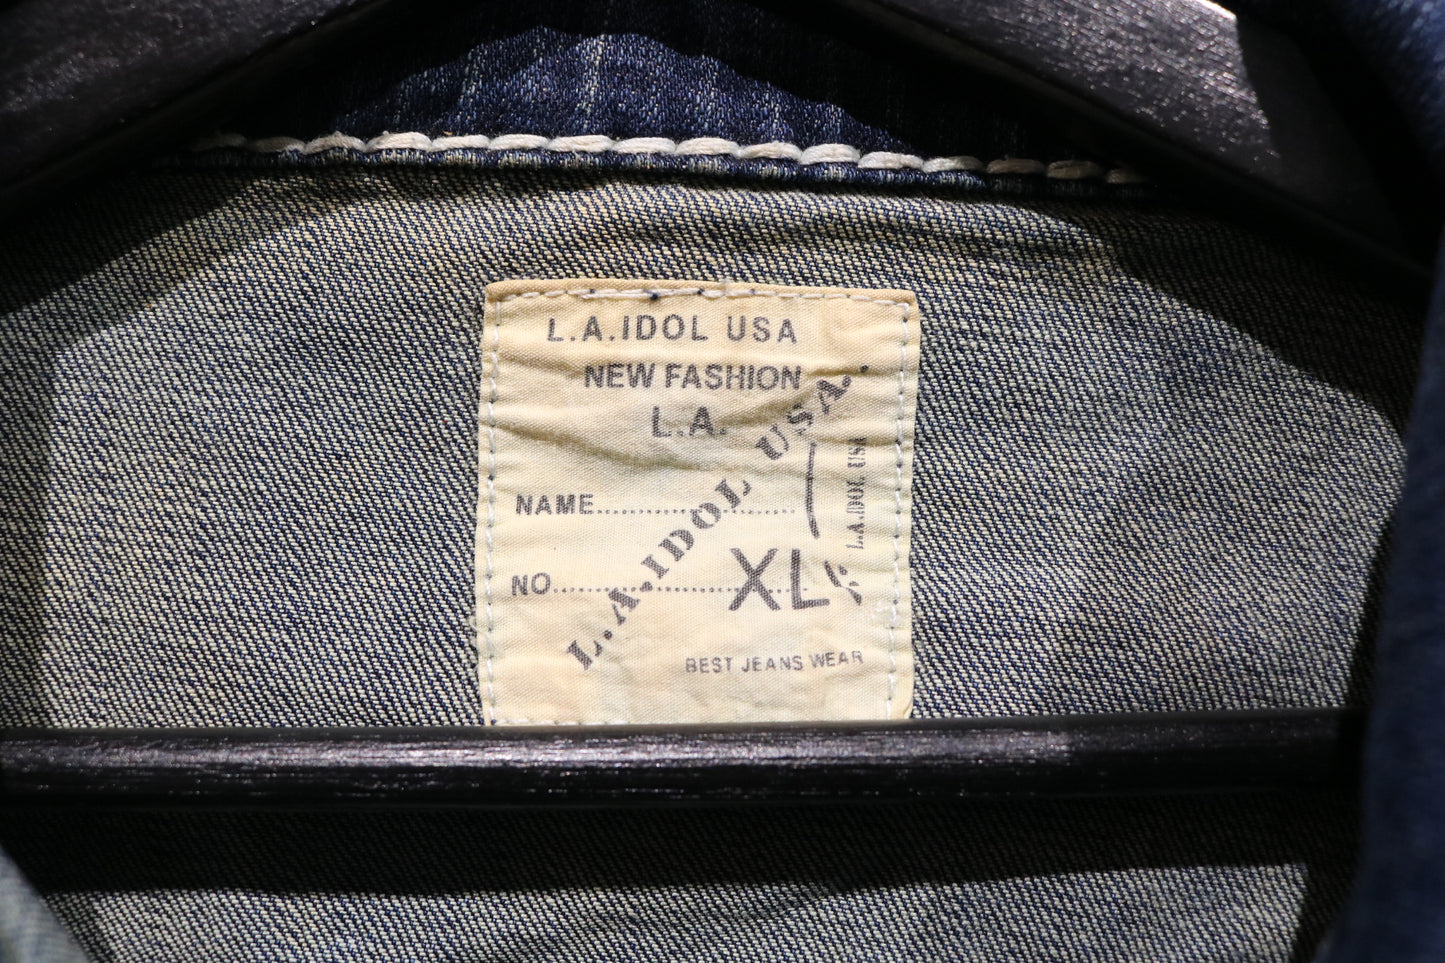 L.A.IDOL USA
NEW FASHION
L.A.
L.A.IDOL USA.
L.A.IDOL USA
NAME....................
NO.........................
XL
BEST JEANS WEAR